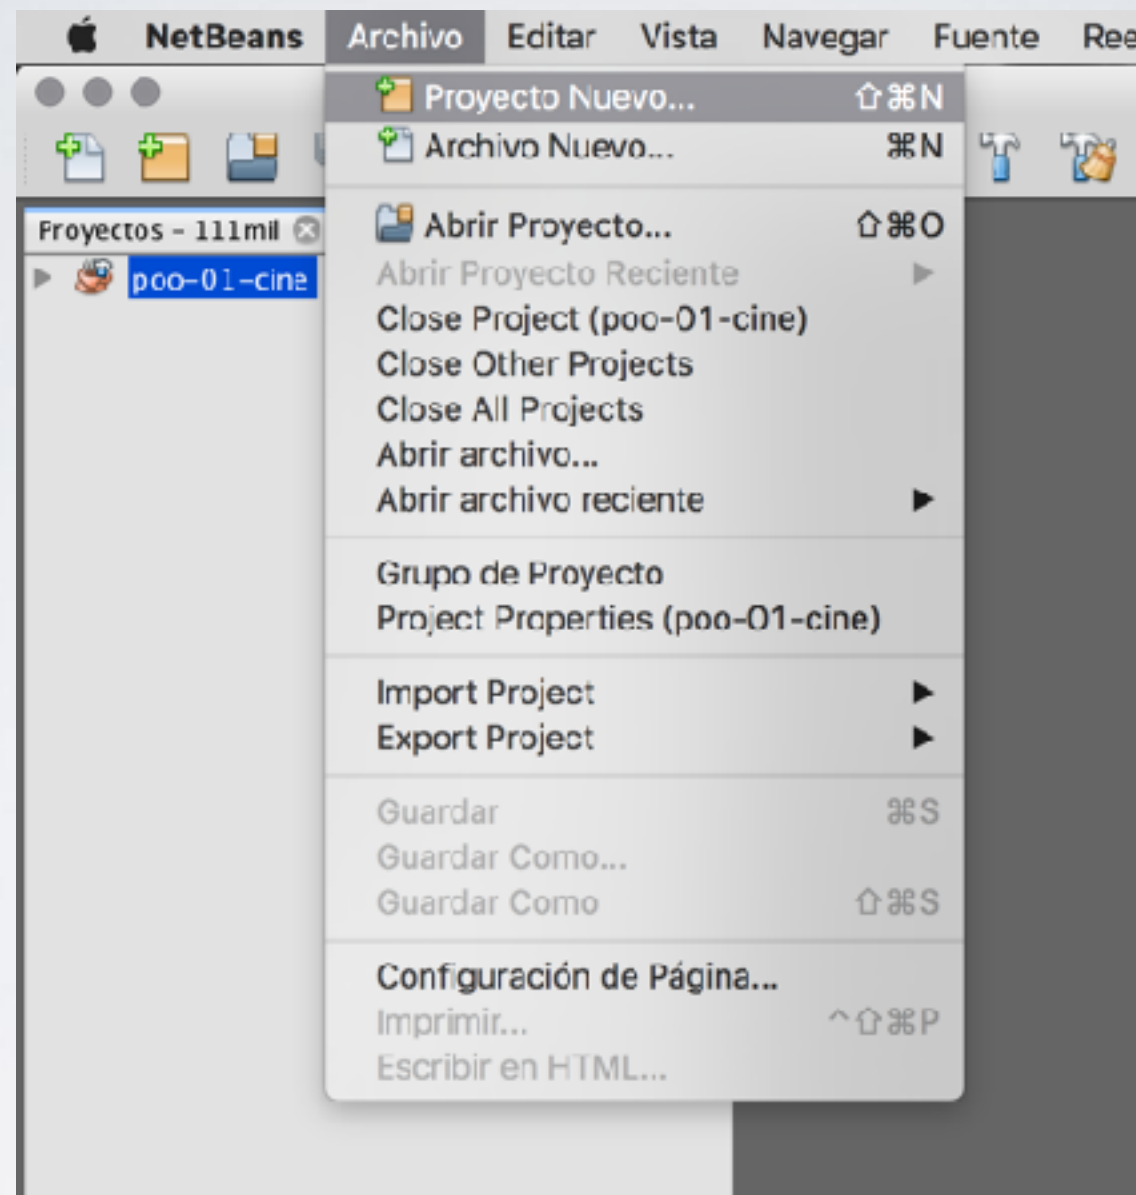 NetBeans Archivo Editar Vista Navegar Fuente Ree
Proyecto Nuevo... ⇧⌘N
Archivo Nuevo... ⌘N
Proyectos - 111mil
poo-01-cine
Abrir Proyecto... ⇧⌘O
Abrir Proyecto Reciente
Close Project (poo-01-cine)
Close Other Projects
Close All Projects
Abrir archivo...
Abrir archivo reciente
Grupo de Proyecto
Project Properties (poo-01-cine)
Import Project
Export Project
Guardar ⌘S
Guardar Como...
Guardar Como ⇧⌘S
Configuración de Página...
Imprimir... ^⇧⌘P
Escribir en HTML...